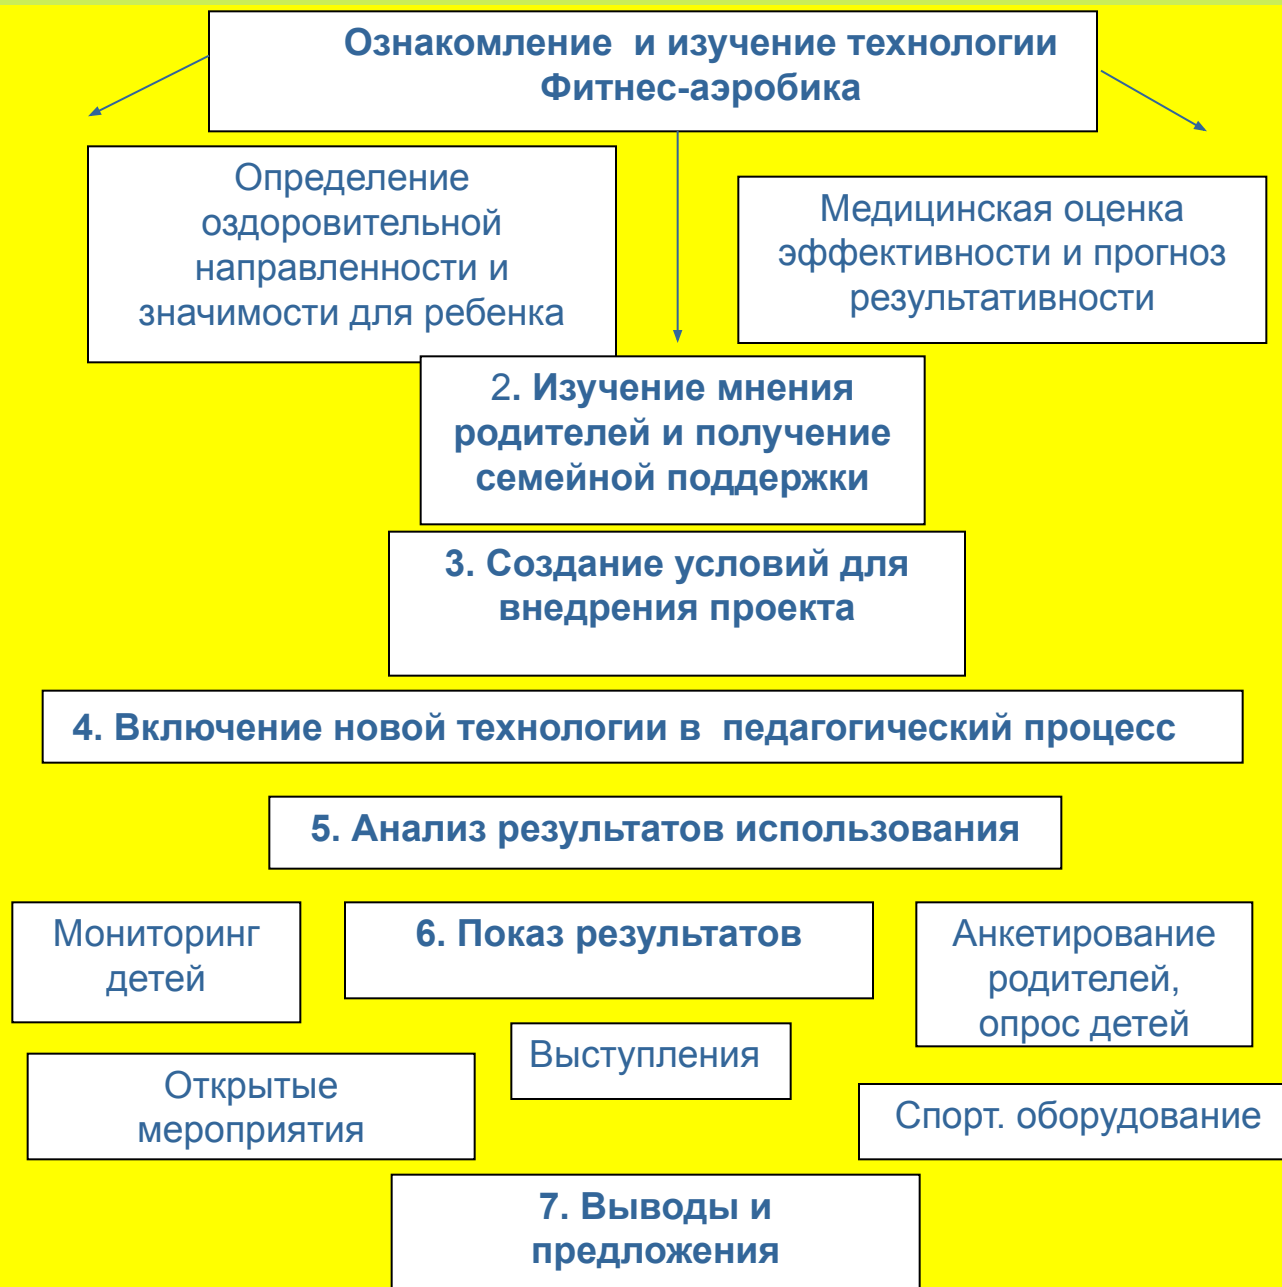 Ознакомление и изучение технологии
Фитнес-аэробика
Определение
оздоровительной
направленности и
значимости для ребенка
Медицинская оценка
эффективности и прогноз
результативности
2. Изучение мнения
родителей и получение
семейной поддержки
3. Создание условий для
внедрения проекта
4. Включение новой технологии в педагогический процесс
5. Анализ результатов использования
Мониторинг
детей
6. Показ результатов
Анкетирование
родителей,
опрос детей
Выступления
Открытые
мероприятия
Спорт. оборудование
7. Выводы и
предложения